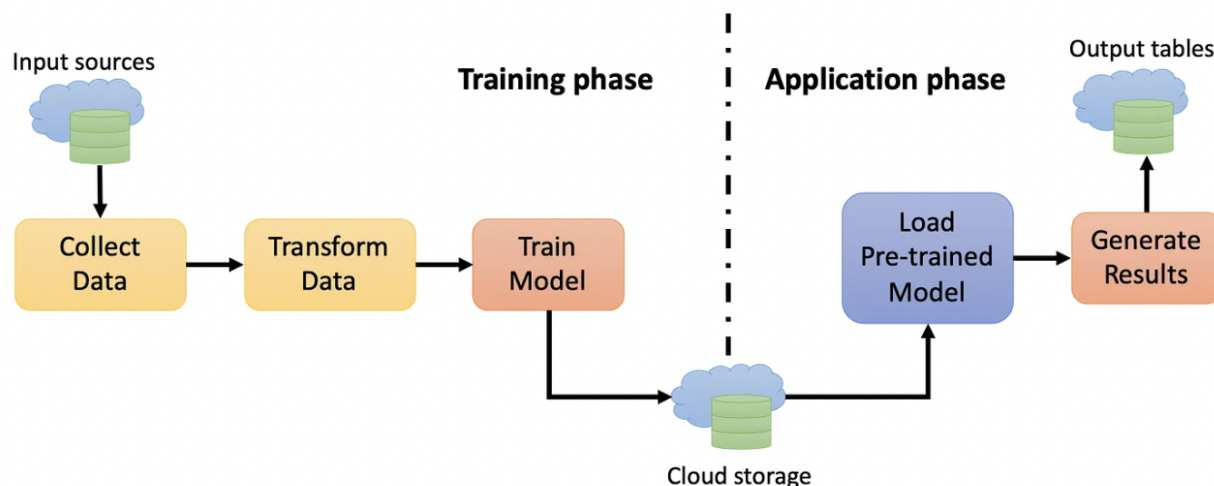 Input sources
Training phase
Application phase
Output tables
Collect
Data
Transform
Data
Train
Model
Load
Pre-trained
Model
Generate
Results
Cloud storage